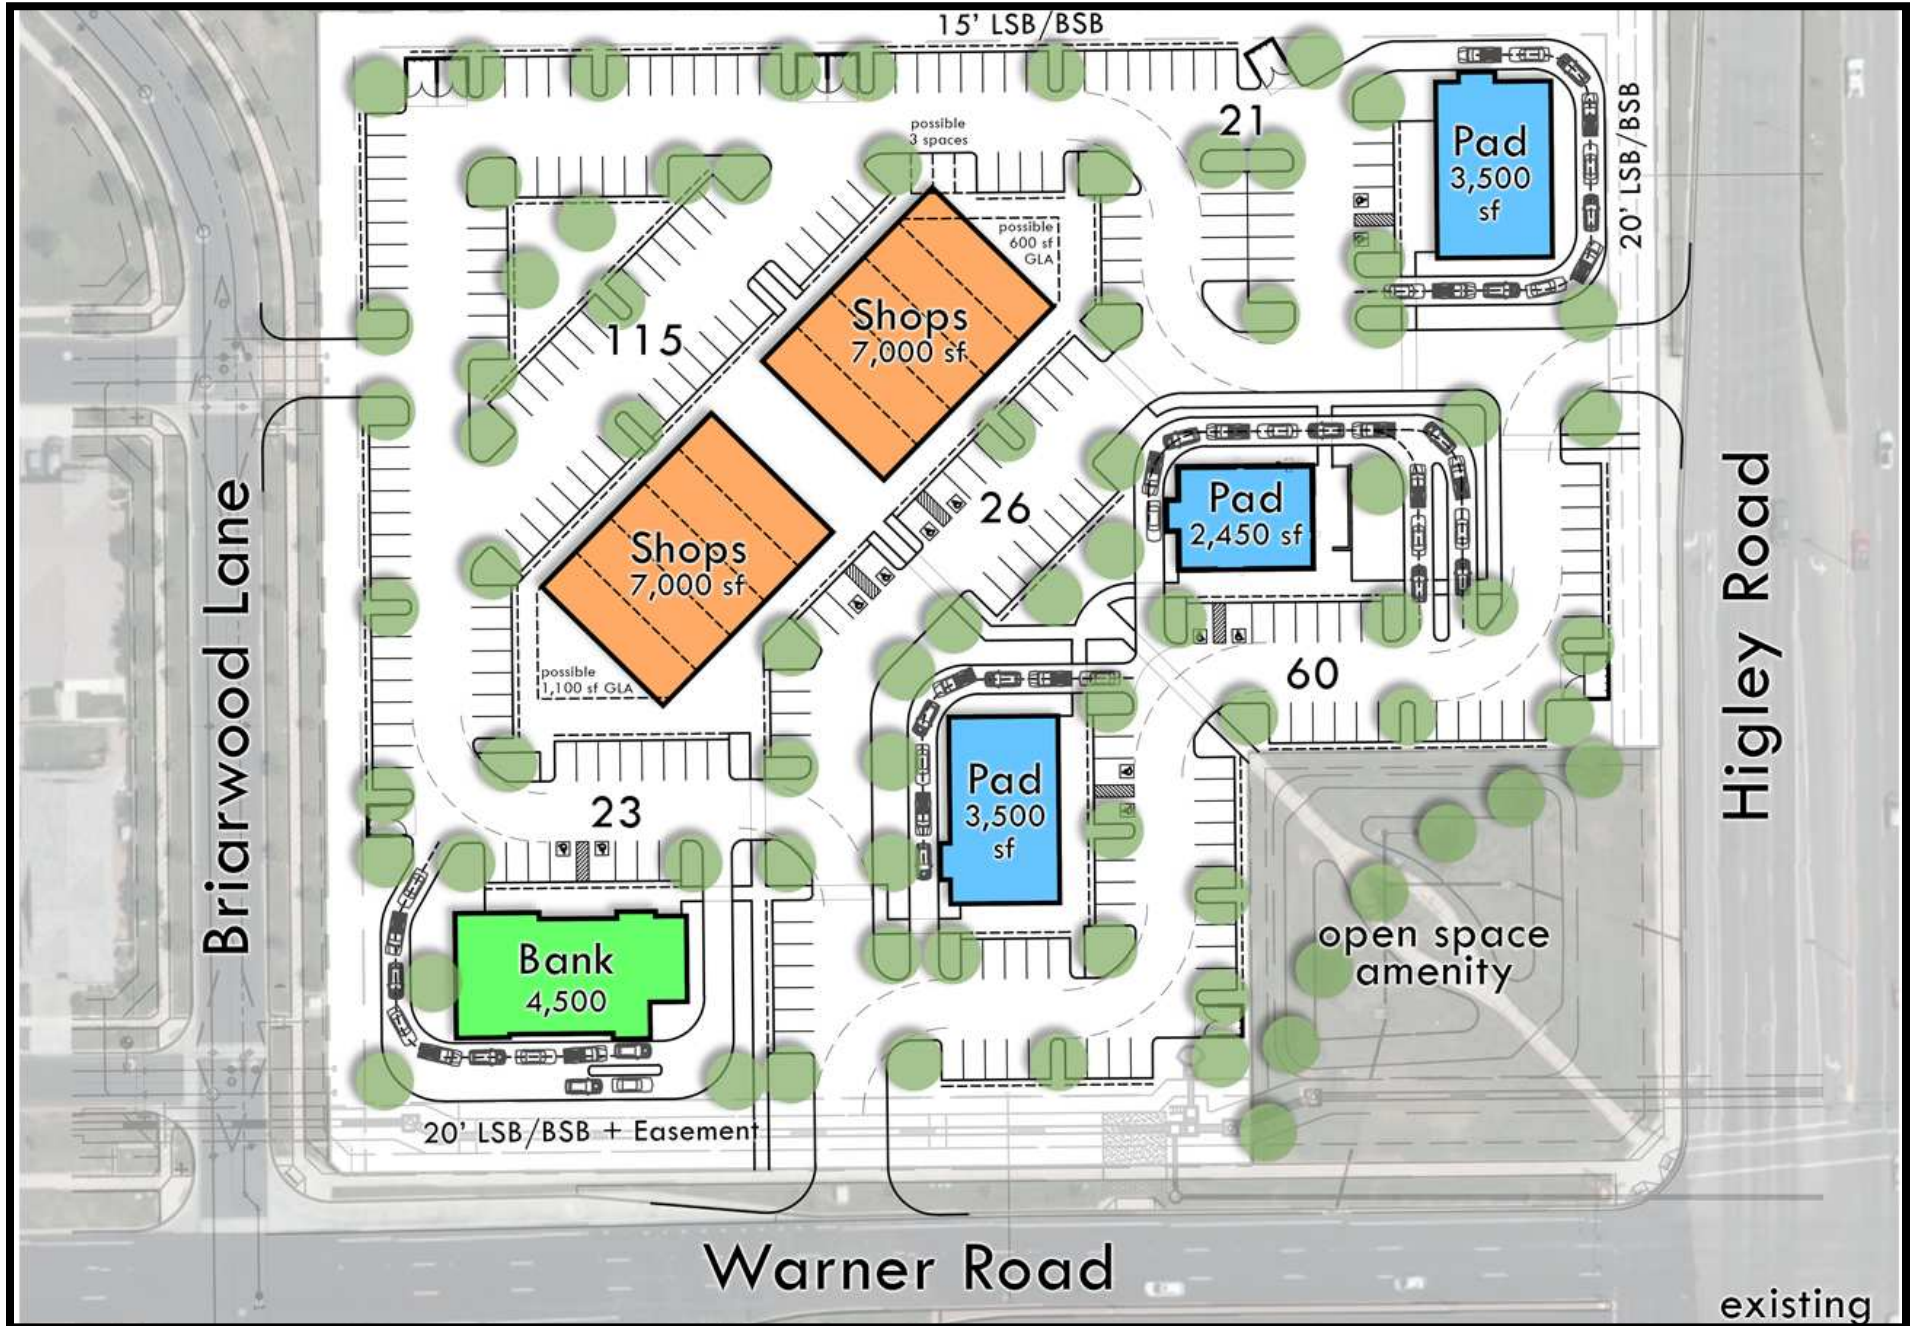 15' LSB/BSB
21
Pad
3,500
sf
20' LSB/BSB
possible
3 spaces
possible
600 sf
GLA
Shops
7,000 sf
115
Pad
2,450 sf
26
Shops
7,000 sf
possible
1,100 sf GLA
60
Pad
3,500
sf
23
Bank
4,500
open space
amenity
20' LSB/BSB + Easement
Briarwood Lane
Higley Road
Warner Road
existing